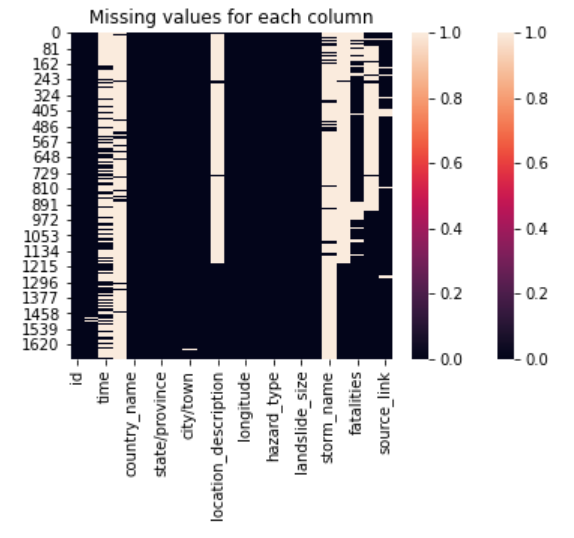 Missing values for each column
0
81
162
243
324
405
486
567
648
729
810
891
972
1053
1134
1215
1296
1377
1458
1539
1620
1.0
0.8
0.6
0.4
0.2
0.0
1.0
0.8
0.6
0.4
0.2
0.0
id
time
country_name
state/province
city/town
location_description
longitude
hazard_type
landslide_size
storm_name
fatalities
source_link